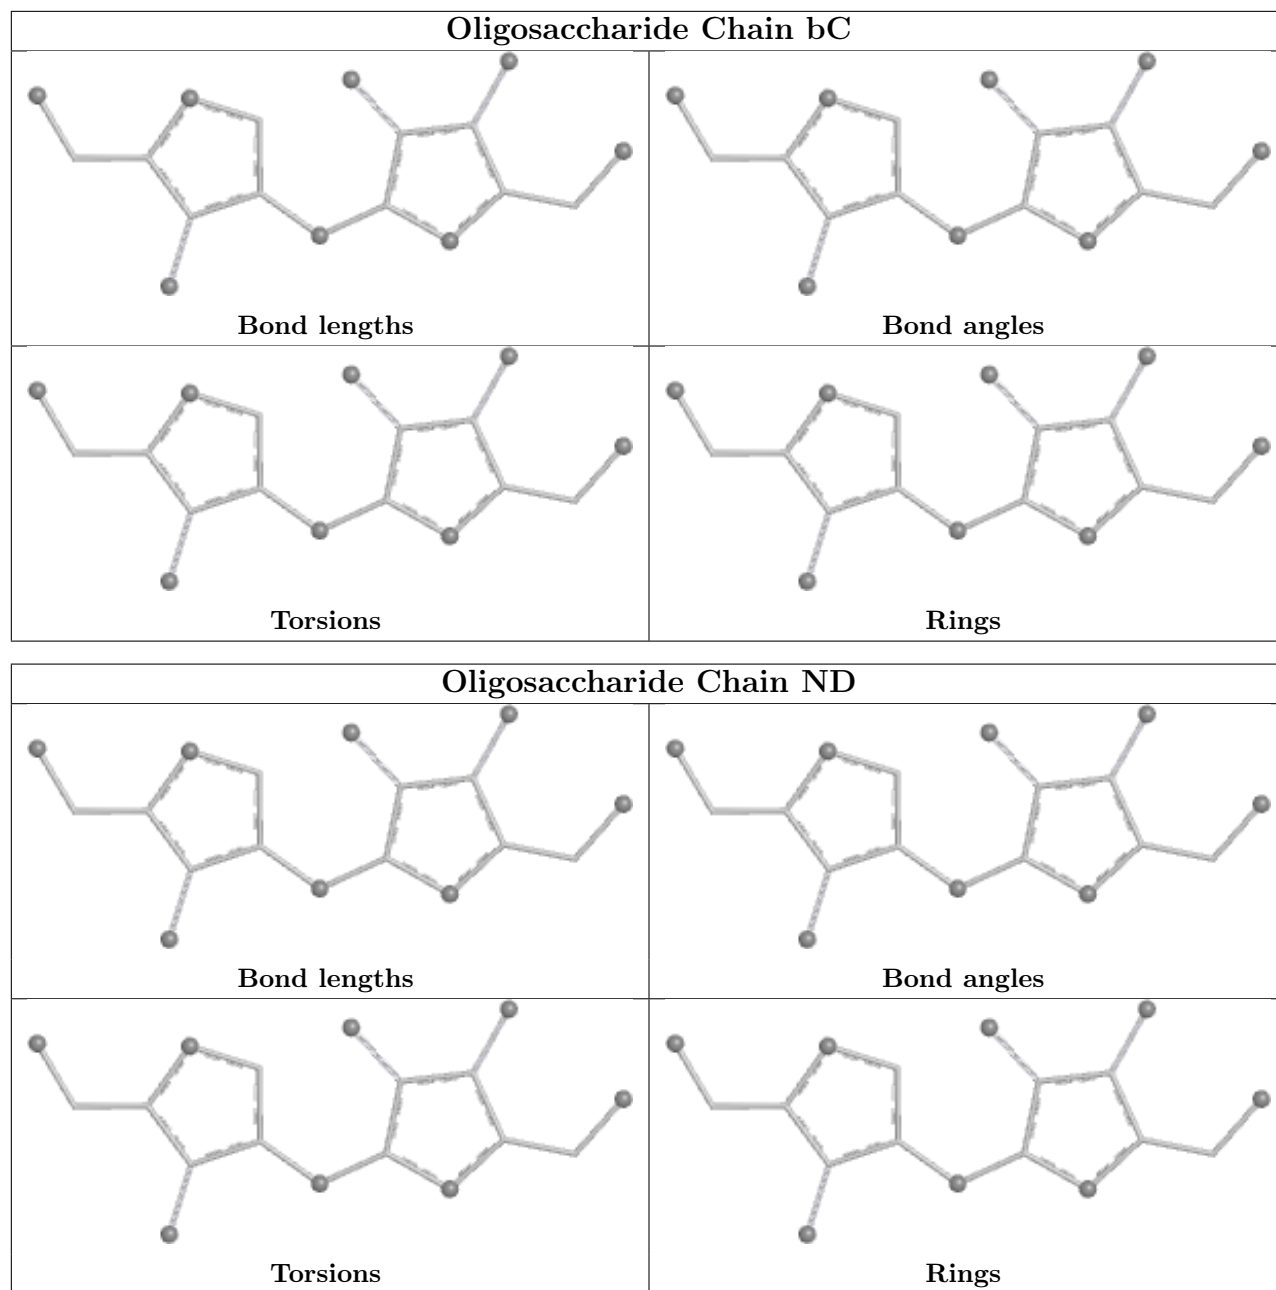 Oligosaccharide Chain bC
Bond lengths
Bond angles
Torsions
Rings
Oligosaccharide Chain ND
Bond lengths
Bond angles
Torsions
Rings